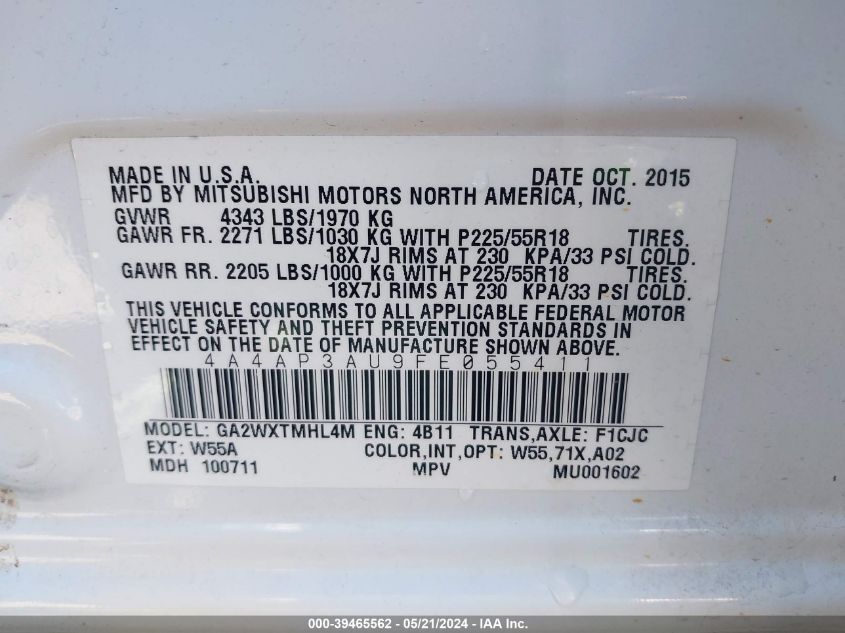 MADE IN U.S.A. DATE OCT. 2015
MFD BY MITSUBISHI MOTORS NORTH AMERICA, INC.
GVWR 4343 LBS/1970 KG
GAWR FR. 2271 LBS/1030 KG WITH P225/55R18 TIRES.
18X7J RIMS AT 230 KPA/33 PSI COLD.
GAWR RR. 2205 LBS/1000 KG WITH P225/55R18 TIRES.
18X7J RIMS AT 230 KPA/33 PSI COLD.
THIS VEHICLE CONFORMS TO ALL APPLICABLE FEDERAL MOTOR
VEHICLE SAFETY AND THEFT PREVENTION STANDARDS IN
EFFECT ON THE DATE OF MANUFACTURE SHOWN ABOVE.
4A4AP3AU9FE055411
MODEL: GA2WXTMHL4M ENG: 4B11 TRANS,AXLE: F1CJC
EXT: W55A COLOR,INT,OPT: W55,71X,A02
MDH 100711 MPV MU001602
000-39465562 - 05/21/2024 - IAA Inc.